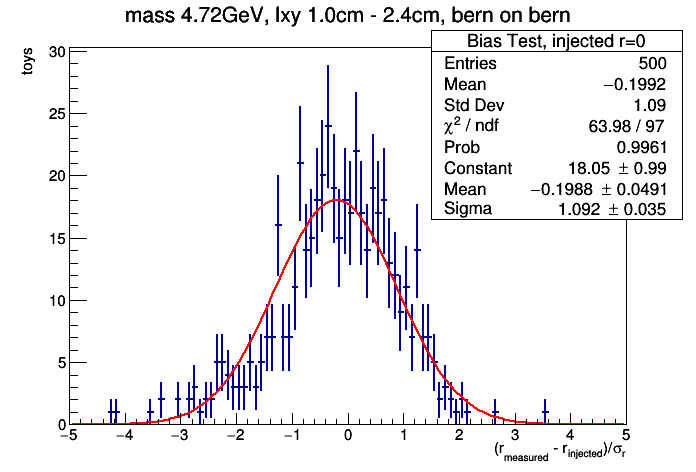 mass 4.72GeV, lxy 1.0cm - 2.4cm, bern on bern
Bias Test, injected r=0
Entries 500
Mean −0.1992
Std Dev 1.09
χ² / ndf 63.98 / 97
Prob 0.9961
Constant 18.05 ± 0.99
Mean −0.1988 ± 0.0491
Sigma 1.092 ± 0.035
toys
30
25
20
15
10
5
0
−5 −4 −3 −2 −1 0 1 2 3 4 5
(r_measured - r_injected)/σ_r